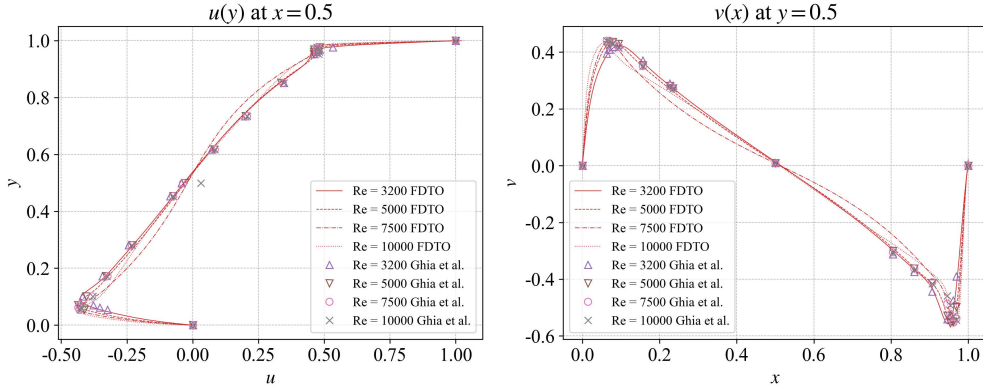 u(y) at x=0.5
1.0
0.8
0.6
0.4
0.2
0.0
y
-0.50
-0.25
0.00
0.25
0.50
0.75
1.00
u
Re = 3200 FDTO
Re = 5000 FDTO
Re = 7500 FDTO
Re = 10000 FDTO
Re = 3200 Ghia et al.
Re = 5000 Ghia et al.
Re = 7500 Ghia et al.
Re = 10000 Ghia et al.
v(x) at y=0.5
0.4
0.2
0.0
-0.2
-0.4
-0.6
v
0.0
0.2
0.4
0.6
0.8
1.0
x
Re = 3200 FDTO
Re = 5000 FDTO
Re = 7500 FDTO
Re = 10000 FDTO
Re = 3200 Ghia et al.
Re = 5000 Ghia et al.
Re = 7500 Ghia et al.
Re = 10000 Ghia et al.